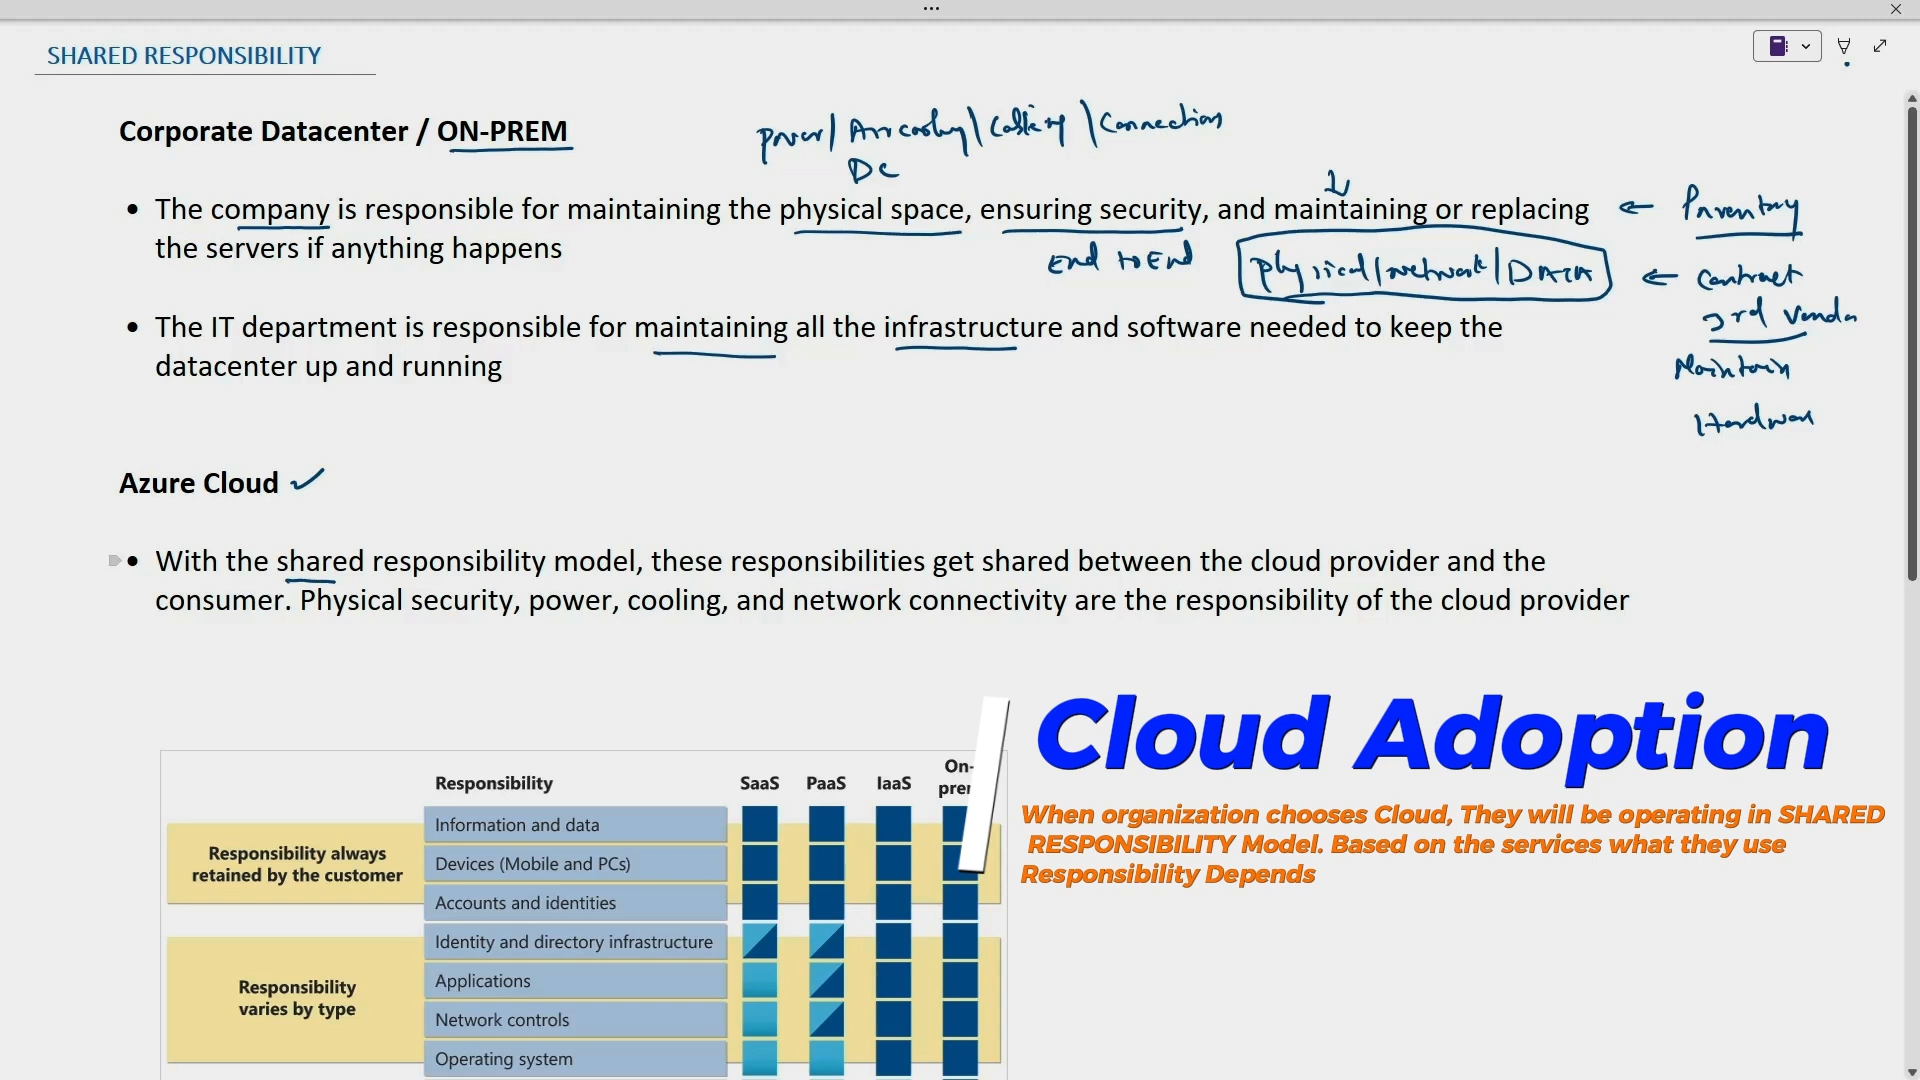 SHARED RESPONSIBILITY
Corporate Datacenter / ON-PREM
Power / Air cooling \ Cabling \ Connections
DC
• The company is responsible for maintaining the physical space, ensuring security, and maintaining or replacing
the servers if anything happens
← Inventory
End to End
Physical / Network / DATA
← Contract
3rd Vendor
• The IT department is responsible for maintaining all the infrastructure and software needed to keep the
datacenter up and running
Maintain
Hardware
Azure Cloud ✓
• With the shared responsibility model, these responsibilities get shared between the cloud provider and the
consumer. Physical security, power, cooling, and network connectivity are the responsibility of the cloud provider
Cloud Adoption
When organization chooses Cloud, They will be operating in SHARED
RESPONSIBILITY Model. Based on the services what they use
Responsibility Depends
Responsibility SaaS PaaS IaaS On-
Responsibility always
retained by the customer
Information and data
Devices (Mobile and PCs)
Accounts and identities
Responsibility
varies by type
Identity and directory infrastructure
Applications
Network controls
Operating system